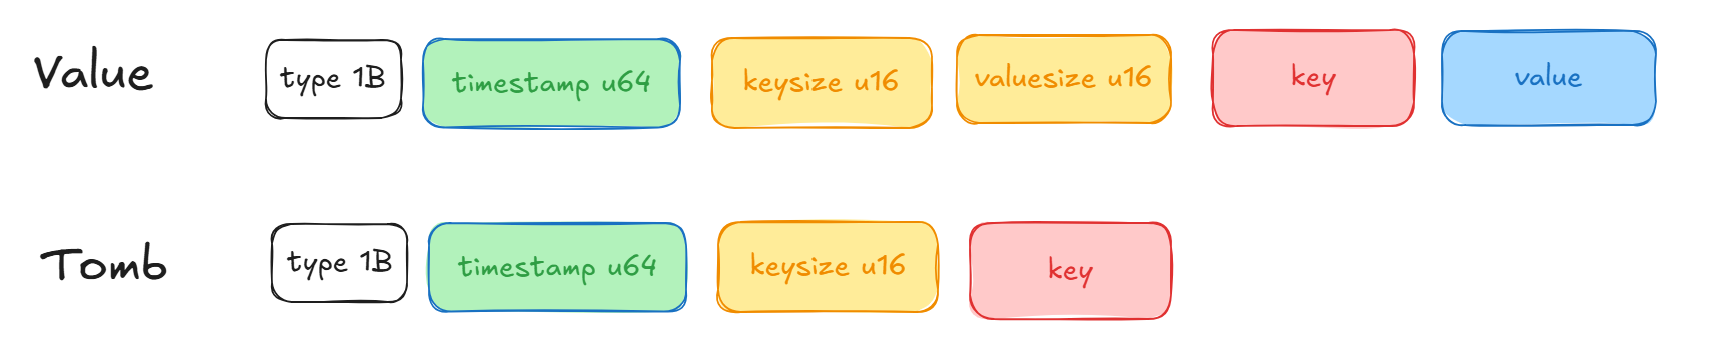 Value type 1B timestamp u64 keysize u16 valuesize u16 key value
Tomb type 1B timestamp u64 keysize u16 key